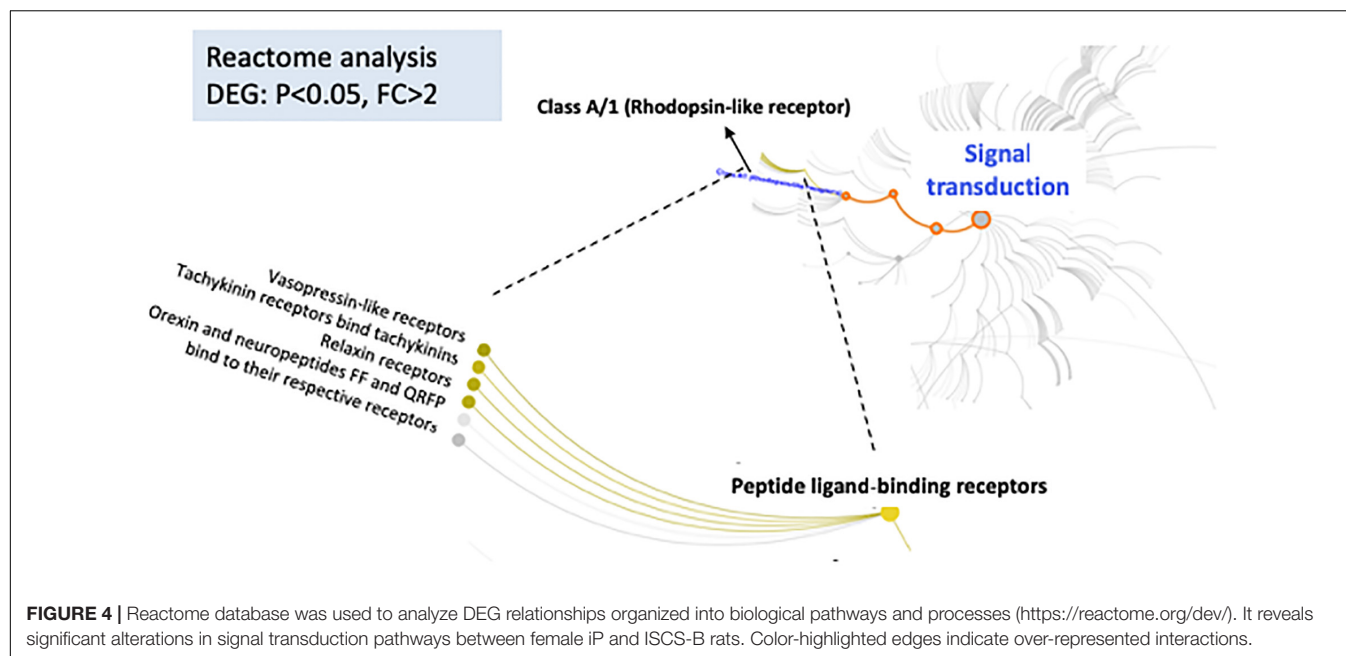 Reactome analysis
DEG: P<0.05, FC>2
Class A/1 (Rhodopsin-like receptor)
Signal
transduction
Vasopressin-like receptors
Tachykinin receptors bind tachykinins
Relaxin receptors
Orexin and neuropeptides FF and QRFP
bind to their respective receptors
Peptide ligand-binding receptors
FIGURE 4 | Reactome database was used to analyze DEG relationships organized into biological pathways and processes (https://reactome.org/dev/). It reveals
significant alterations in signal transduction pathways between female iP and ISCS-B rats. Color-highlighted edges indicate over-represented interactions.